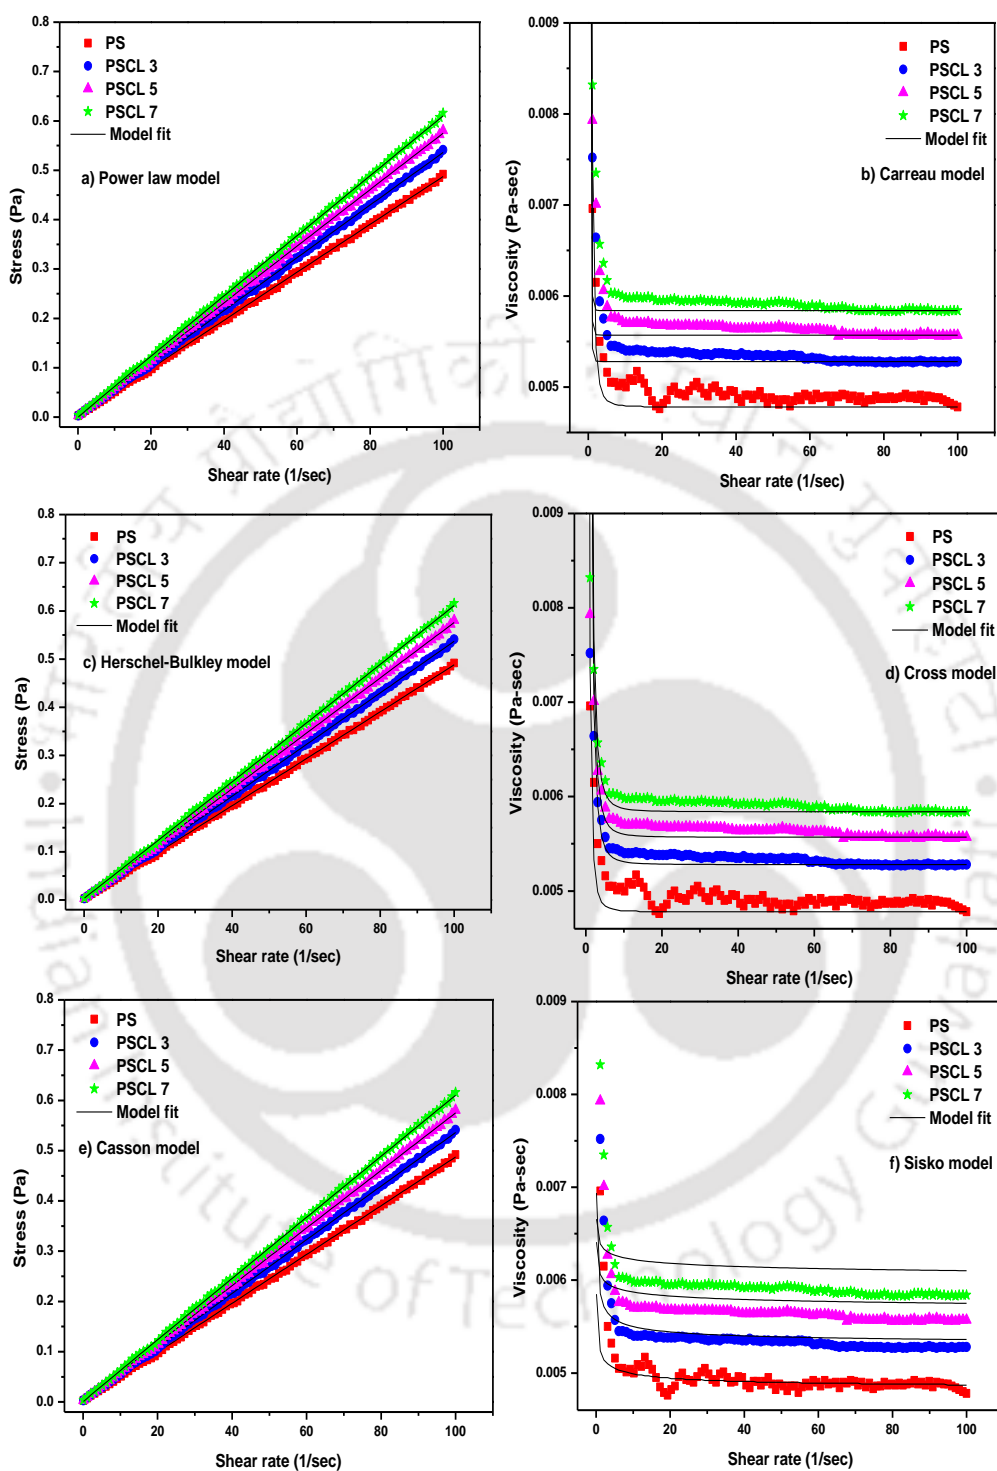 0.8
0.7
0.6
0.5
0.4
0.3
0.2
0.1
0.0
Stress (Pa)
PS
PSCL 3
PSCL 5
PSCL 7
Model fit
a) Power law model
0 20 40 60 80 100
Shear rate (1/sec)
0.009
0.008
0.007
0.006
0.005
Viscosity (Pa-sec)
PS
PSCL 3
PSCL 5
PSCL 7
Model fit
b) Carreau model
0 20 40 60 80 100
Shear rate (1/sec)
0.8
0.7
0.6
0.5
0.4
0.3
0.2
0.1
0.0
Stress (Pa)
PS
PSCL 3
PSCL 5
PSCL 7
Model fit
c) Herschel-Bulkley model
0 20 40 60 80 100
Shear rate (1/sec)
0.009
0.008
0.007
0.006
0.005
Viscosity (Pa-sec)
PS
PSCL 3
PSCL 5
PSCL 7
Model fit
d) Cross model
0 20 40 60 80 100
Shear rate (1/sec)
0.8
0.7
0.6
0.5
0.4
0.3
0.2
0.1
0.0
Stress (Pa)
PS
PSCL 3
PSCL 5
PSCL 7
Model fit
e) Casson model
0 20 40 60 80 100
Shear rate (1/sec)
0.009
0.008
0.007
0.006
0.005
Viscosity (Pa-sec)
PS
PSCL 3
PSCL 5
PSCL 7
Model fit
f) Sisko model
0 20 40 60 80 100
Shear rate (1/sec)
Indian Institute of Technology Guwahati